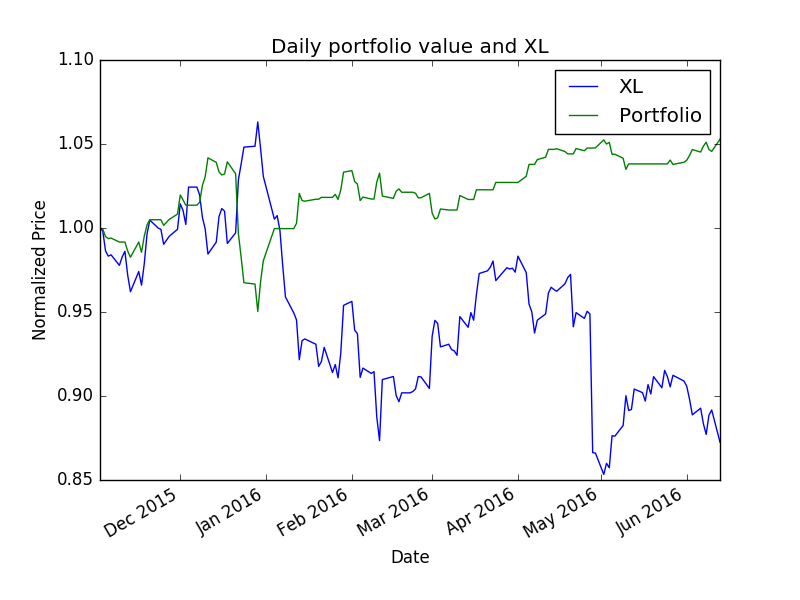 Daily portfolio value and XL
XL
Portfolio
1.10
1.05
1.00
0.95
0.90
0.85
Normalized Price
Dec 2015
Jan 2016
Feb 2016
Mar 2016
Apr 2016
May 2016
Jun 2016
Date